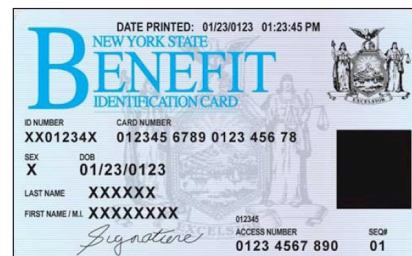 DATE PRINTED: 01/23/0123 01:23:45 PM
NEW YORK STATE
BENEFIT
IDENTIFICATION CARD
EXCELSIOR
ID NUMBER CARD NUMBER
XX01234X 012345 6789 0123 456 78
SEX DOB
X 01/23/0123
LAST NAME XXXXXX
FIRST NAME / M.I. XXXXXXXX
Signature
012345
ACCESS NUMBER SEQ#
0123 4567 890 01